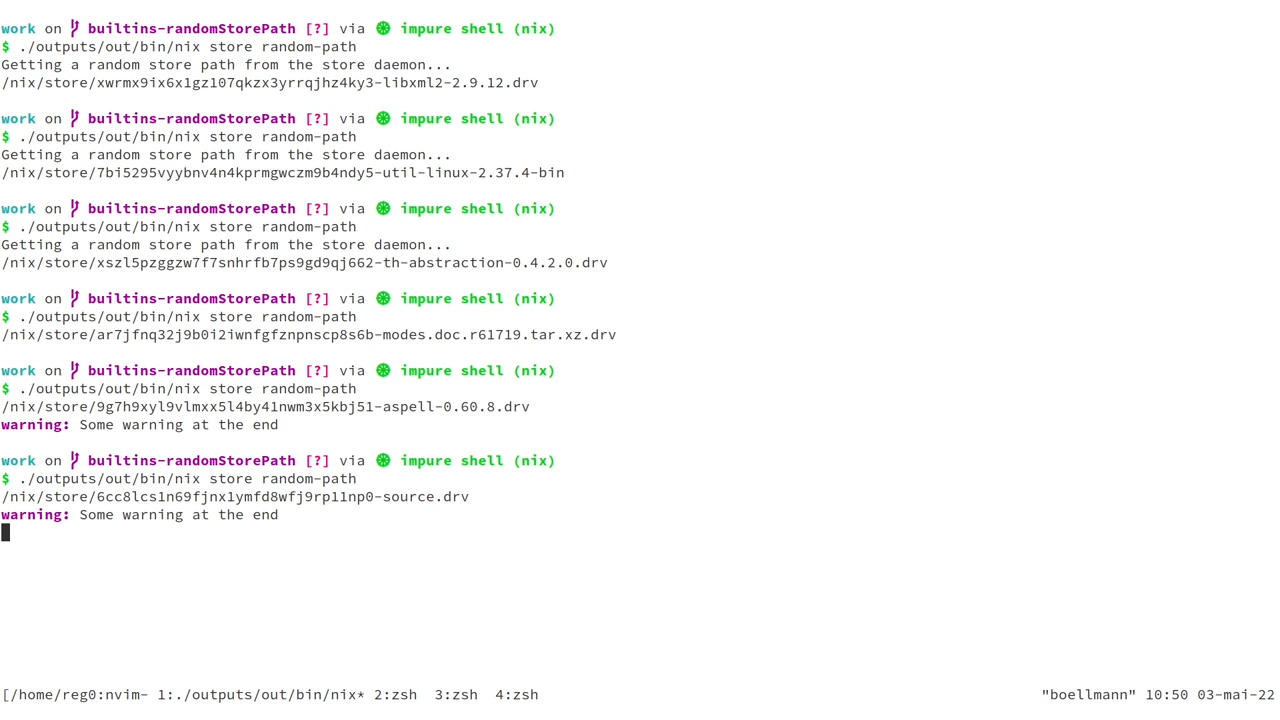 work on builtins-randomStorePath [?] via impure shell (nix)
$ ./outputs/out/bin/nix store random-path
Getting a random store path from the store daemon...
/nix/store/xwrmx9ix6x1gz107qkzx3yrrqjhz4ky3-libxml2-2.9.12.drv
work on builtins-randomStorePath [?] via impure shell (nix)
$ ./outputs/out/bin/nix store random-path
Getting a random store path from the store daemon...
/nix/store/7bi5295vyybnv4n4kprmgwczm9b4ndy5-util-linux-2.37.4-bin
work on builtins-randomStorePath [?] via impure shell (nix)
$ ./outputs/out/bin/nix store random-path
Getting a random store path from the store daemon...
/nix/store/xszl5pzggzw7f7snhrfb7ps9gd9qj662-th-abstraction-0.4.2.0.drv
work on builtins-randomStorePath [?] via impure shell (nix)
$ ./outputs/out/bin/nix store random-path
/nix/store/ar7jfnq32j9b0i2iwnfgfznpnscp8s6b-modes.doc.r61719.tar.xz.drv
work on builtins-randomStorePath [?] via impure shell (nix)
$ ./outputs/out/bin/nix store random-path
/nix/store/9g7h9xyl9vlmxx5l4by41nwm3x5kbj51-aspell-0.60.8.drv
warning: Some warning at the end
work on builtins-randomStorePath [?] via impure shell (nix)
$ ./outputs/out/bin/nix store random-path
/nix/store/6cc8lcs1n69fjnx1ymfd8wfj9rp11np0-source.drv
warning: Some warning at the end
[/home/reg0:nvim- 1:./outputs/out/bin/nix* 2:zsh  3:zsh  4:zsh "boellmann" 10:50 03-mai-22